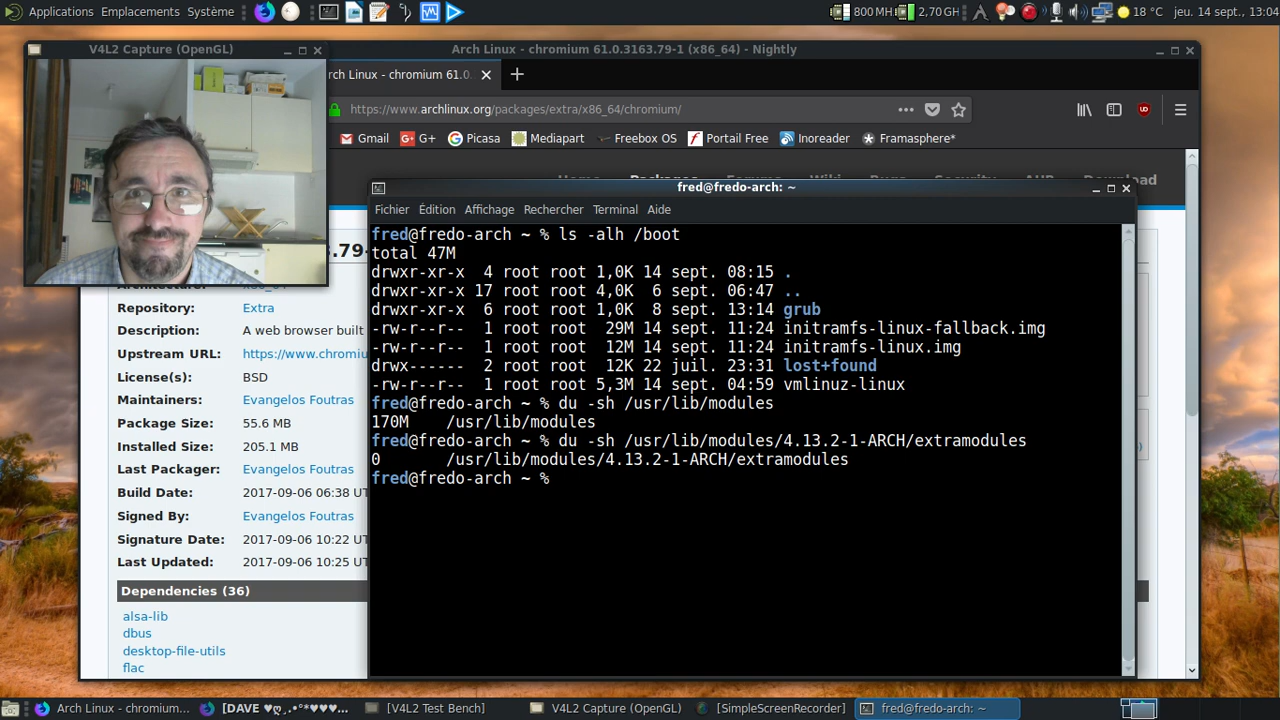 Applications Emplacements Système
800 MH 2,70 GH 18 °C jeu. 14 sept., 13:04
V4L2 Capture (OpenGL)
Arch Linux - chromium 61.0.3163.79-1 (x86_64) - Nightly
rch Linux - chromium 61.0.
https://www.archlinux.org/packages/extra/x86_64/chromium/
Gmail G+ Picasa Mediapart Freebox OS Portail Free Inoreader Framasphere*
fred@fredo-arch: ~
Fichier Édition Affichage Rechercher Terminal Aide
fred@fredo-arch ~ % ls -alh /boot
total 47M
drwxr-xr-x 4 root root 1,0K 14 sept. 08:15 .
drwxr-xr-x 17 root root 4,0K 6 sept. 06:47 ..
drwxr-xr-x 6 root root 1,0K 8 sept. 13:14 grub
-rw-r--r-- 1 root root 29M 14 sept. 11:24 initramfs-linux-fallback.img
-rw-r--r-- 1 root root 12M 14 sept. 11:24 initramfs-linux.img
drwx------ 2 root root 12K 22 juil. 23:31 lost+found
-rw-r--r-- 1 root root 5,3M 14 sept. 04:59 vmlinuz-linux
fred@fredo-arch ~ % du -sh /usr/lib/modules
170M /usr/lib/modules
fred@fredo-arch ~ % du -sh /usr/lib/modules/4.13.2-1-ARCH/extramodules
0 /usr/lib/modules/4.13.2-1-ARCH/extramodules
fred@fredo-arch ~ %
.79-
Repository: Extra
Description: A web browser built
Upstream URL: https://www.chromiu
License(s): BSD
Maintainers: Evangelos Foutras
Package Size: 55.6 MB
Installed Size: 205.1 MB
Last Packager: Evangelos Foutras
Build Date: 2017-09-06 06:38 UT
Signed By: Evangelos Foutras
Signature Date: 2017-09-06 10:22 UT
Last Updated: 2017-09-06 10:25 UT
Dependencies (36)
alsa-lib
dbus
desktop-file-utils
flac
Arch Linux - chromium... [DAVE ♥ღ¸.•°*♥♥♥... [V4L2 Test Bench] V4L2 Capture (OpenGL) [SimpleScreenRecorder] fred@fredo-arch: ~